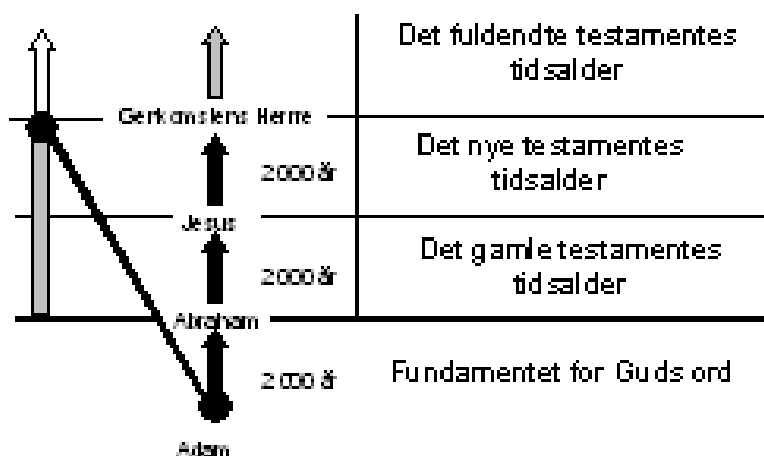 Det fuldendte testamentes
tidsalder
Genkomstens Herre
Det nye testamentes
tidsalder
2000 år
Jesus
Det gamle testamentes
tidsalder
2000 år
Abraham
2000 år
Fundamentet for Guds ord
Adam